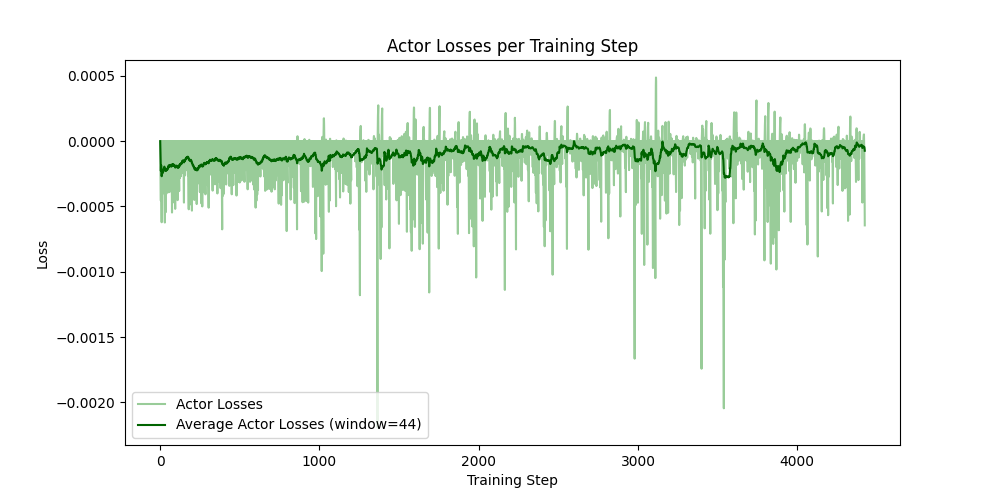 Actor Losses per Training Step
0.0005
0.0000
−0.0005
−0.0010
−0.0015
−0.0020
Loss
Actor Losses
Average Actor Losses (window=44)
0 1000 2000 3000 4000
Training Step